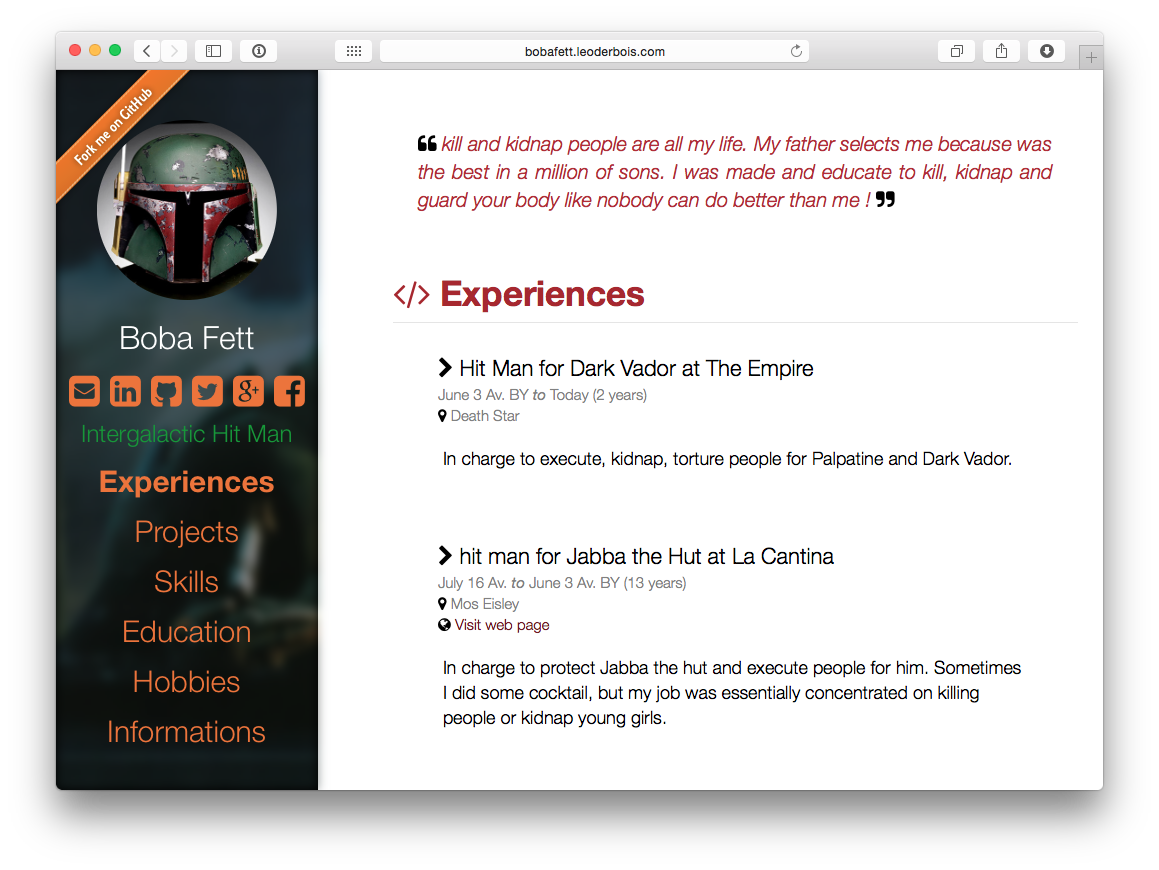 bobafett.leoderbois.com
Fork me on GitHub
Boba Fett
Intergalactic Hit Man
Experiences
Projects
Skills
Education
Hobbies
Informations
kill and kidnap people are all my life. My father selects me because was
the best in a million of sons. I was made and educate to kill, kidnap and
guard your body like nobody can do better than me !
</> Experiences
Hit Man for Dark Vador at The Empire
June 3 Av. BY to Today (2 years)
Death Star
In charge to execute, kidnap, torture people for Palpatine and Dark Vador.
hit man for Jabba the Hut at La Cantina
July 16 Av. to June 3 Av. BY (13 years)
Mos Eisley
Visit web page
In charge to protect Jabba the hut and execute people for him. Sometimes
I did some cocktail, but my job was essentially concentrated on killing
people or kidnap young girls.